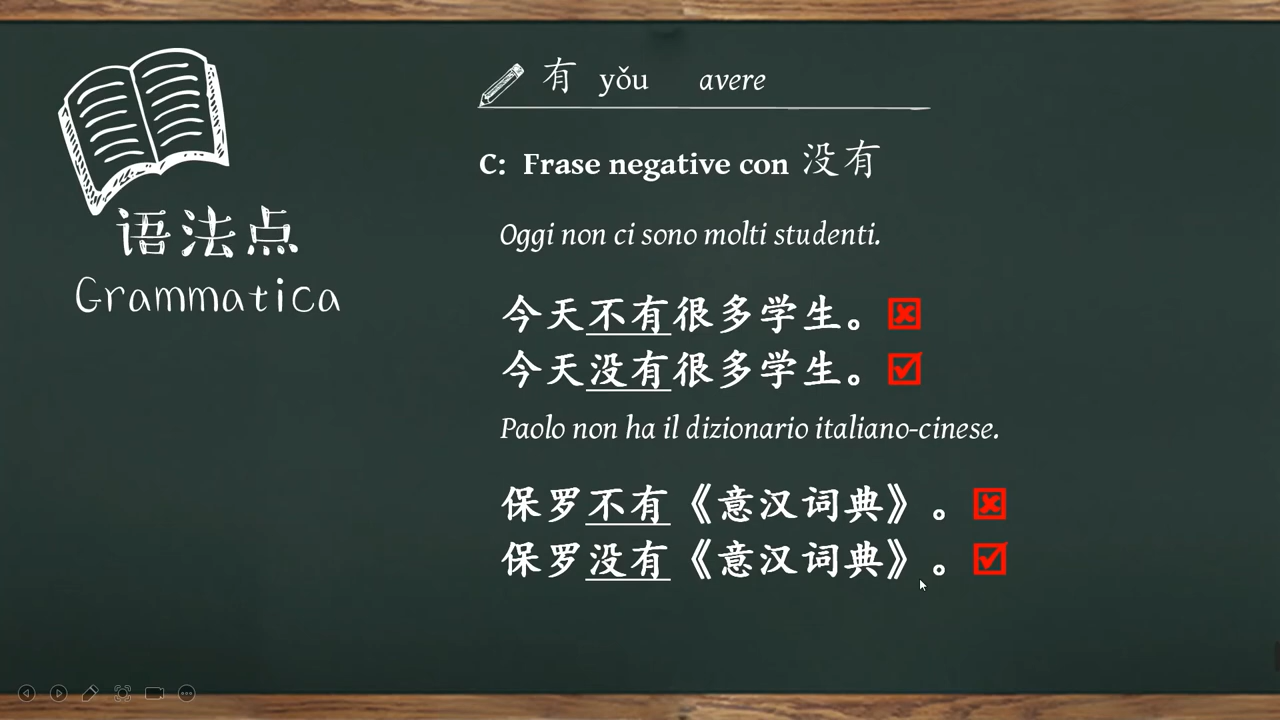 语法点
Grammatica
有 yǒu avere
C: Frase negative con 没有
Oggi non ci sono molti studenti.
今天不有很多学生。
今天没有很多学生。
Paolo non ha il dizionario italiano-cinese.
保罗不有《意汉词典》。
保罗没有《意汉词典》。